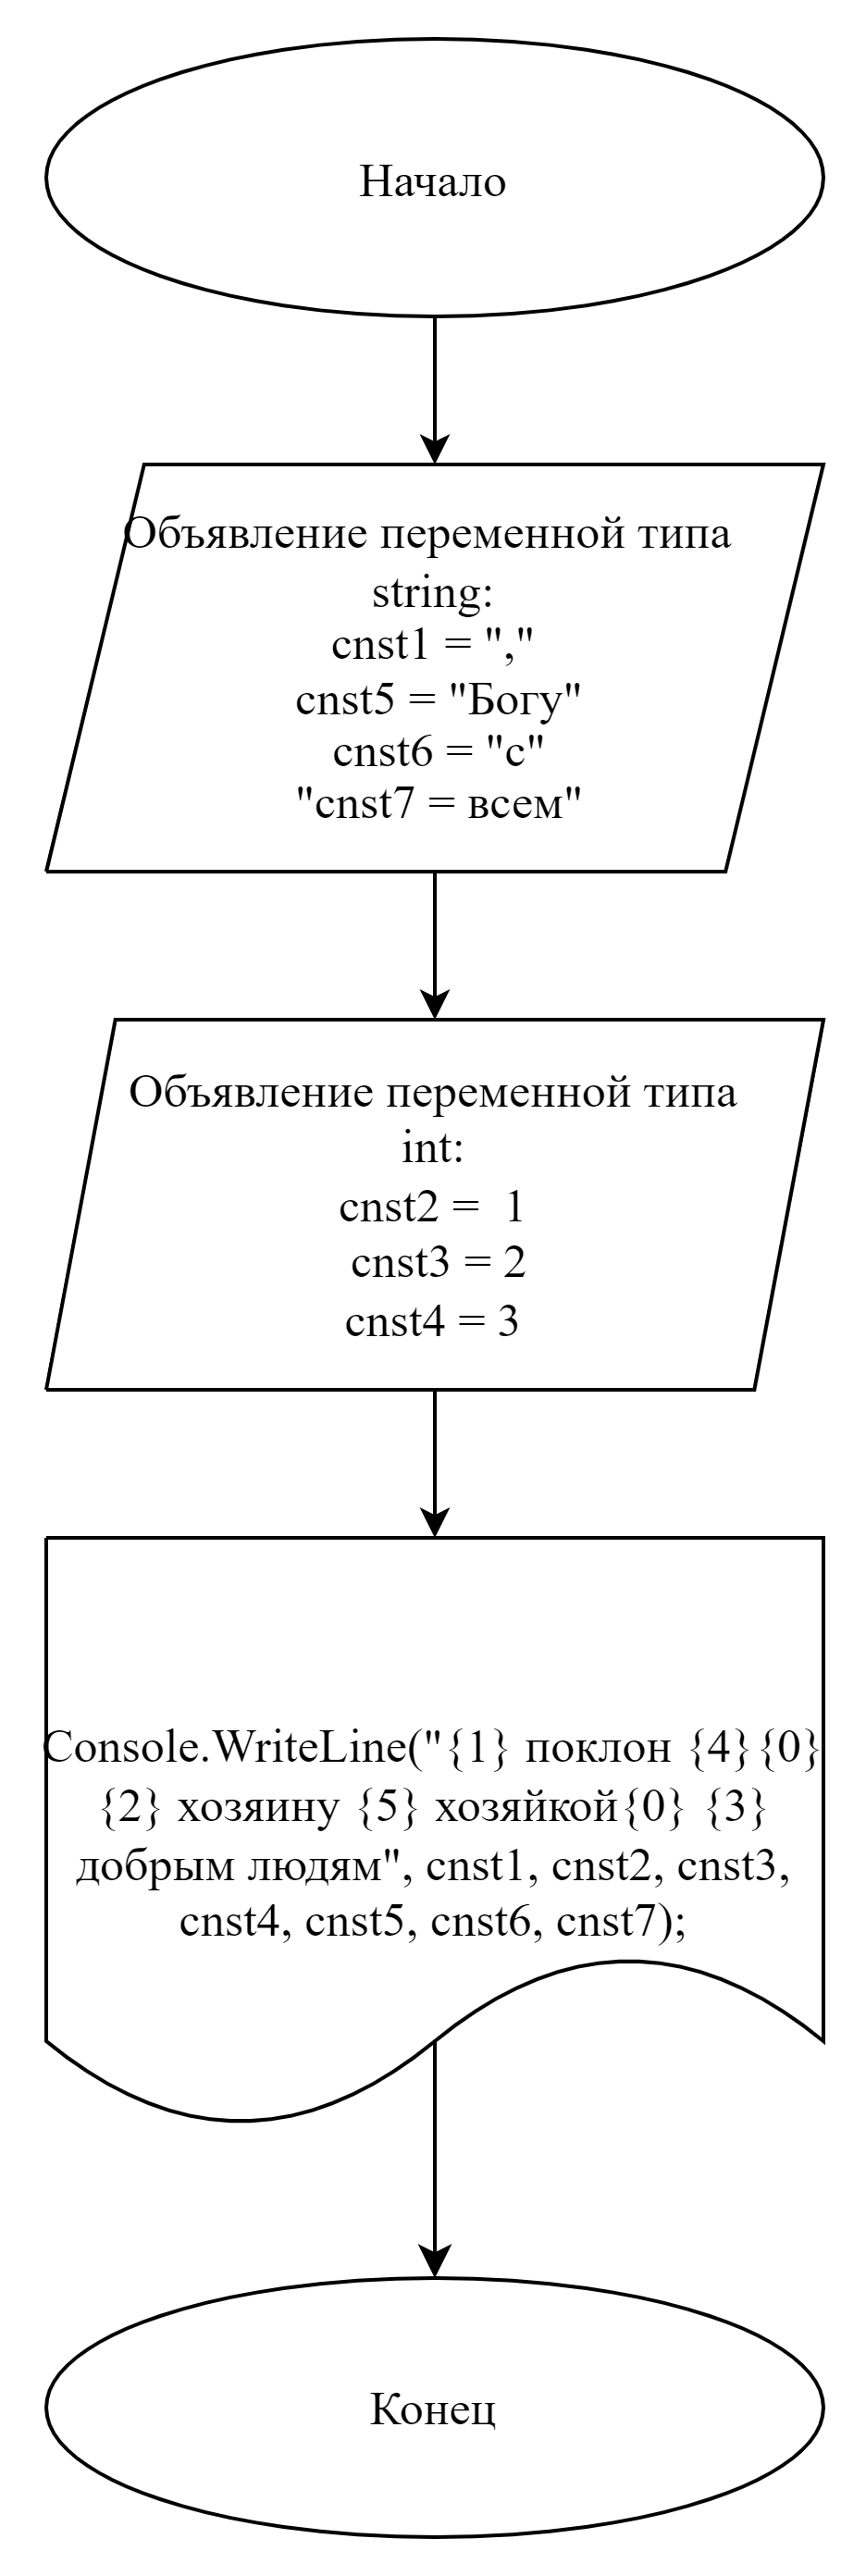 Начало
Объявление переменной типа
string:
cnst1 = ","
cnst5 = "Богу"
cnst6 = "с"
"cnst7 = всем"
Объявление переменной типа
int:
cnst2 =  1
cnst3 = 2
cnst4 = 3
Console.WriteLine("{1} поклон {4}{0}
{2} хозяину {5} хозяйкой{0} {3}
добрым людям", cnst1, cnst2, cnst3,
cnst4, cnst5, cnst6, cnst7);
Конец